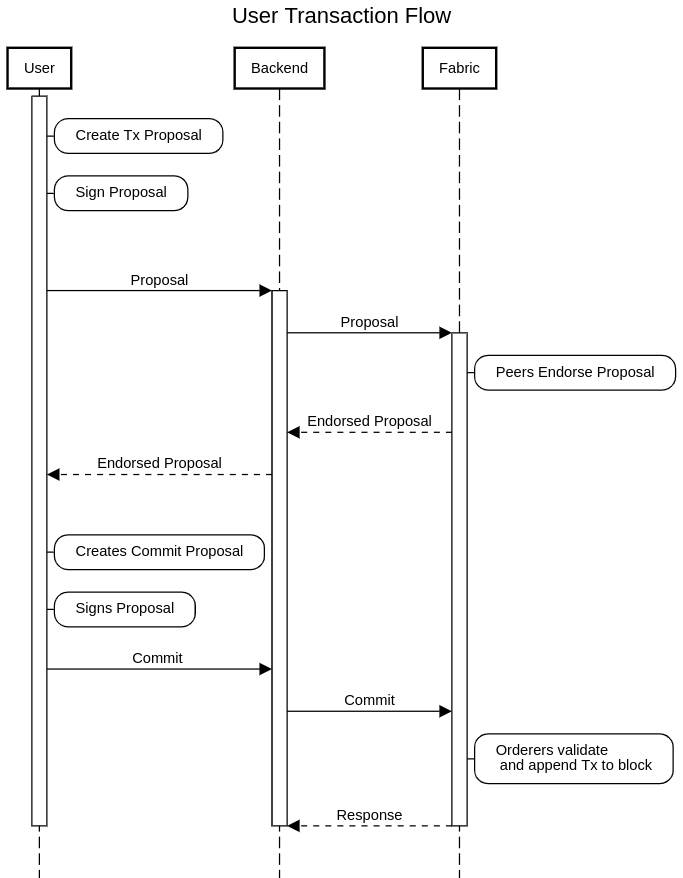 User Transaction Flow
User
Backend
Fabric
Create Tx Proposal
Sign Proposal
Proposal
Proposal
Peers Endorse Proposal
Endorsed Proposal
Endorsed Proposal
Creates Commit Proposal
Signs Proposal
Commit
Commit
Orderers validate
and append Tx to block
Response